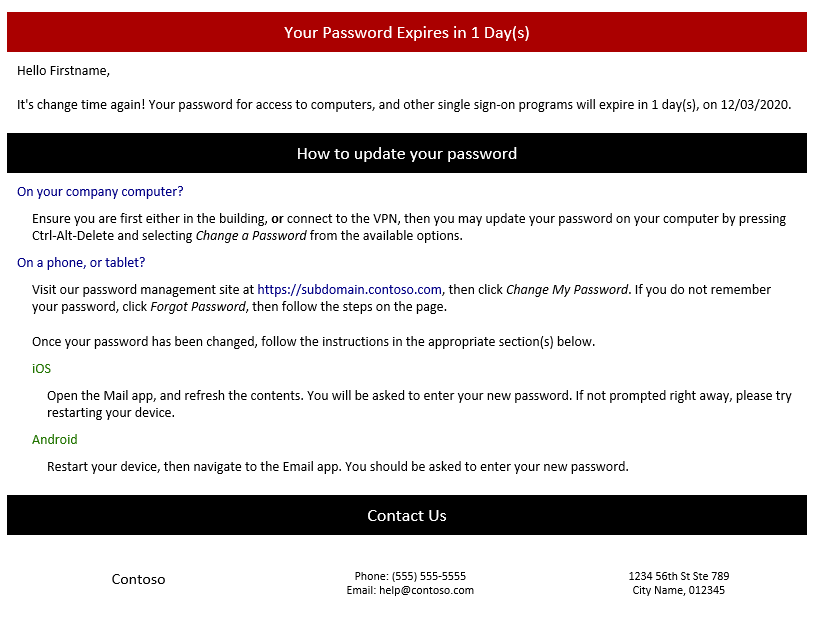 Your Password Expires in 1 Day(s)
Hello Firstname,
It's change time again! Your password for access to computers, and other single sign-on programs will expire in 1 day(s), on 12/03/2020.
How to update your password
On your company computer?
Ensure you are first either in the building, or connect to the VPN, then you may update your password on your computer by pressing
Ctrl-Alt-Delete and selecting Change a Password from the available options.
On a phone, or tablet?
Visit our password management site at https://subdomain.contoso.com, then click Change My Password. If you do not remember
your password, click Forgot Password, then follow the steps on the page.
Once your password has been changed, follow the instructions in the appropriate section(s) below.
iOS
Open the Mail app, and refresh the contents. You will be asked to enter your new password. If not prompted right away, please try
restarting your device.
Android
Restart your device, then navigate to the Email app. You should be asked to enter your new password.
Contact Us
Contoso
Phone: (555) 555-5555
Email: help@contoso.com
1234 56th St Ste 789
City Name, 012345